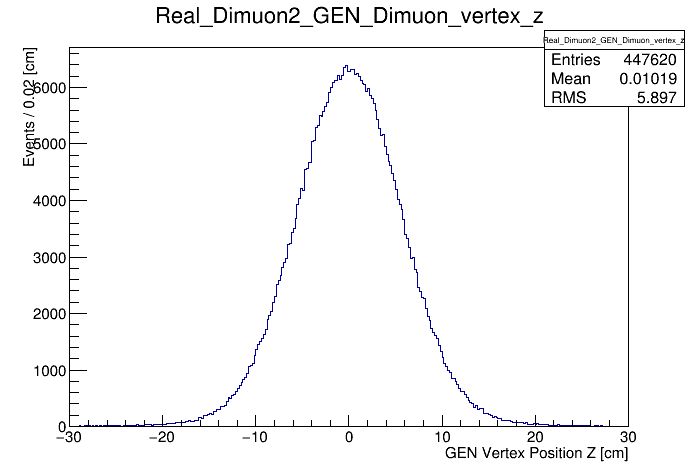 Real_Dimuon2_GEN_Dimuon_vertex_z
Real_Dimuon2_GEN_Dimuon_vertex_z
Entries 447620
Mean 0.01019
RMS 5.897
Events / 0.02 [cm]
6000
5000
4000
3000
2000
1000
0
−30 −20 −10 0 10 20 30
GEN Vertex Position Z [cm]